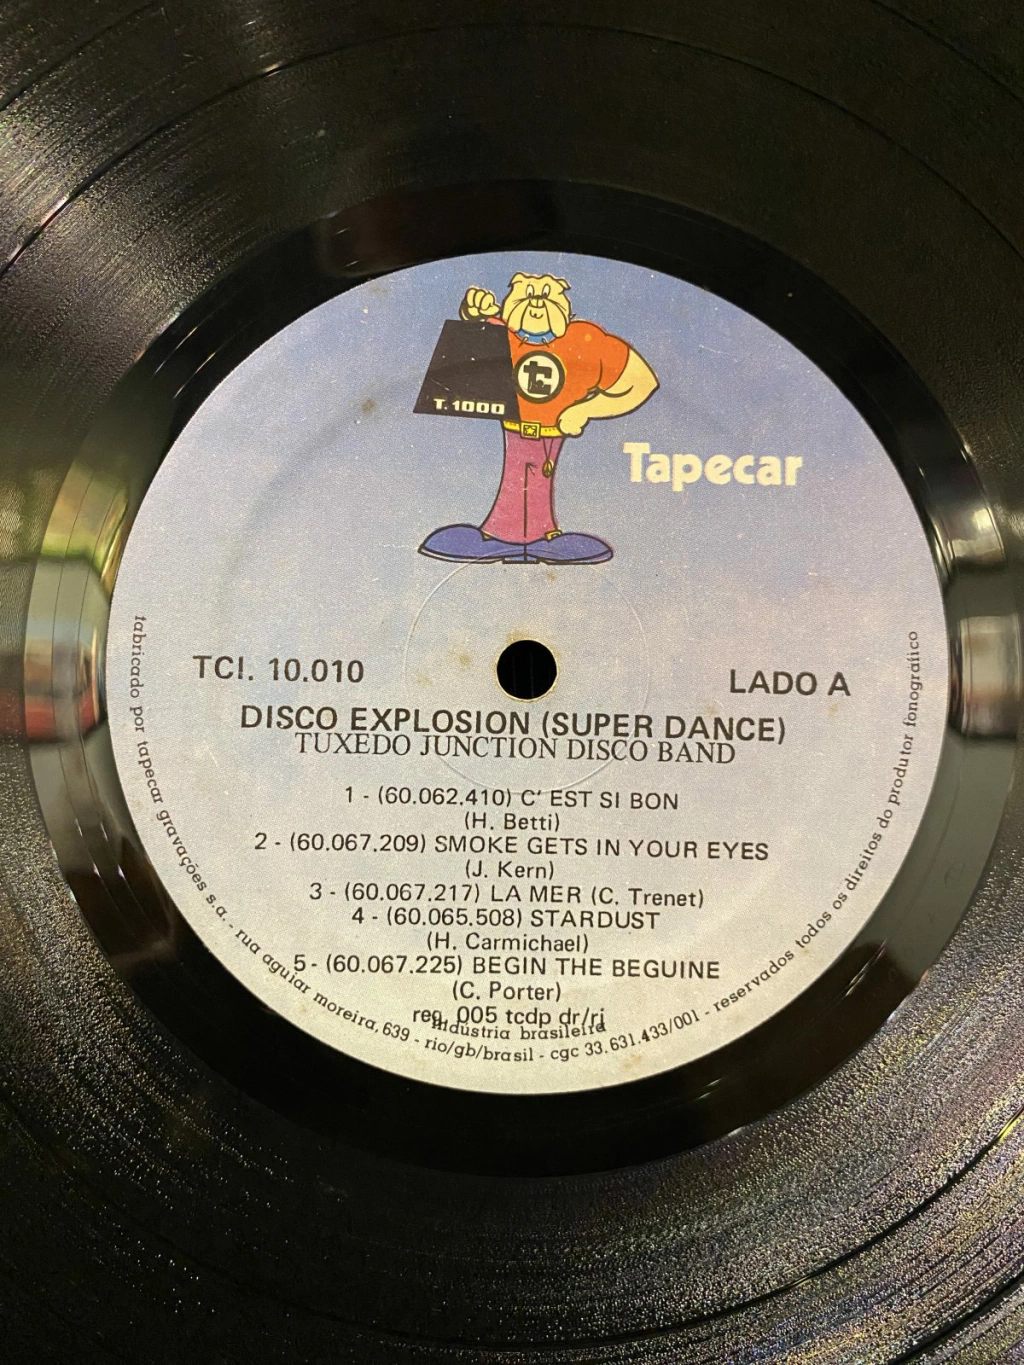 T.1000
Tapecar
TCI. 10.010
LADO A
DISCO EXPLOSION (SUPER DANCE)
TUXEDO JUNCTION DISCO BAND
1 - (60.062.410) C' EST SI BON
(H. Betti)
2 - (60.067.209) SMOKE GETS IN YOUR EYES
(J. Kern)
3 - (60.067.217) LA MER (C. Trenet)
4 - (60.065.508) STARDUST
(H. Carmichael)
5 - (60.067.225) BEGIN THE BEGUINE
(C. Porter)
reg. 005 tcdp dr/rj
indústria brasileira
fabricado por tapecar gravações s.a. - rua aguiar moreira, 639 - rio/gb/brasil - cgc 33.631.433/001 - reservados todos os direitos do produtor fonográfico